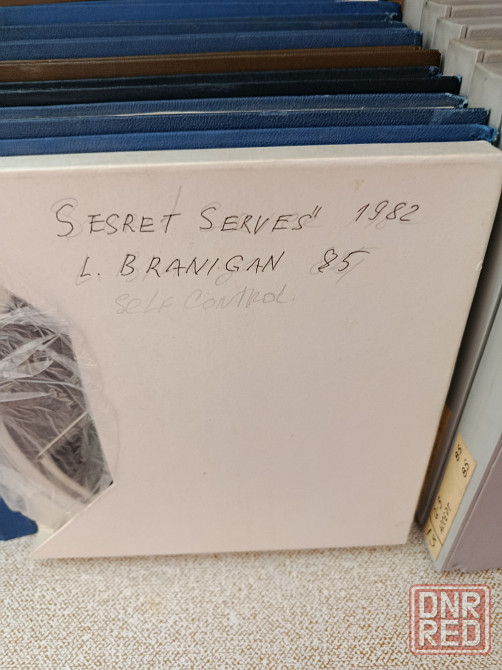 SESRET SERVES" 1982
L. BRANIGAN 85
SELF CONTROL.
DNR
RED